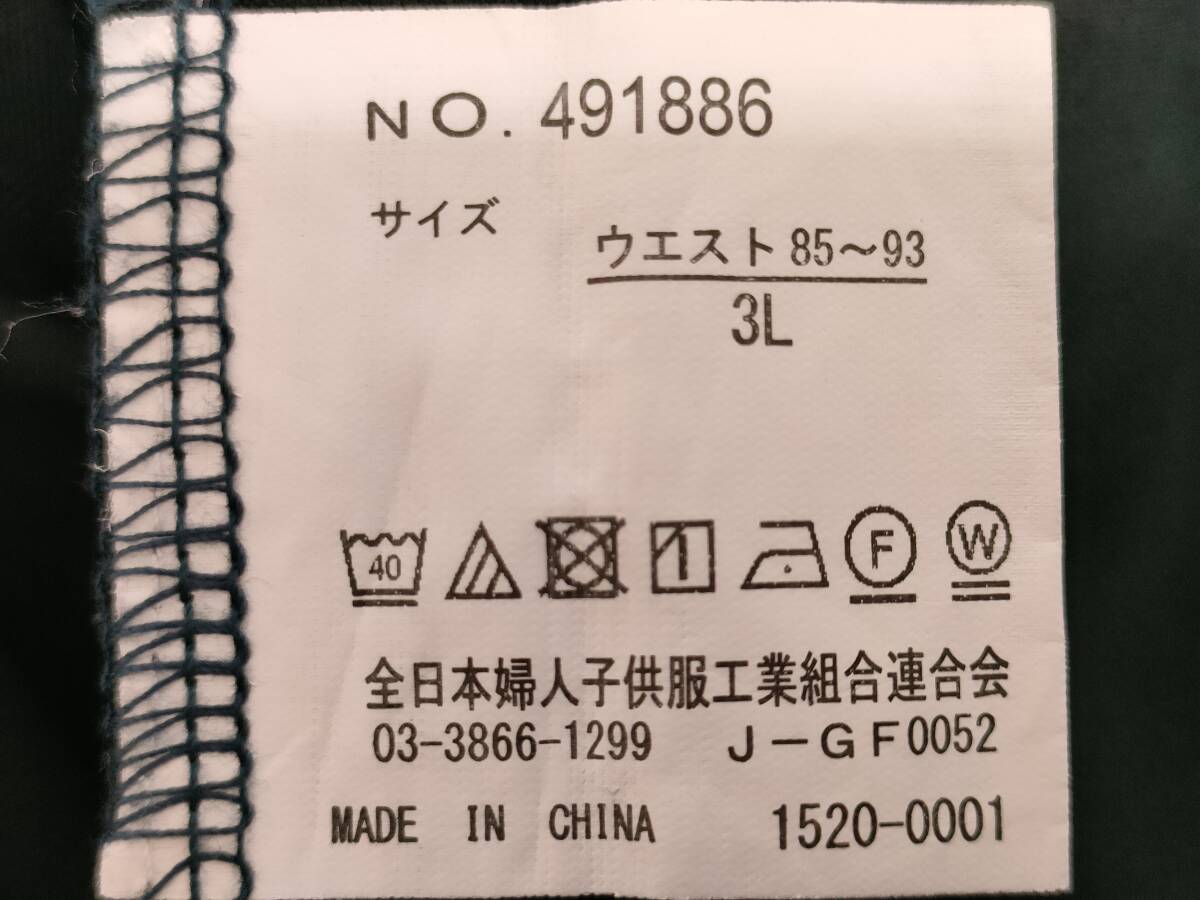 NO. 491886
サイズ
ウエスト85～93
3L
40
F
W
全日本婦人子供服工業組合連合会
03-3866-1299 J-GF0052
MADE IN CHINA 1520-0001